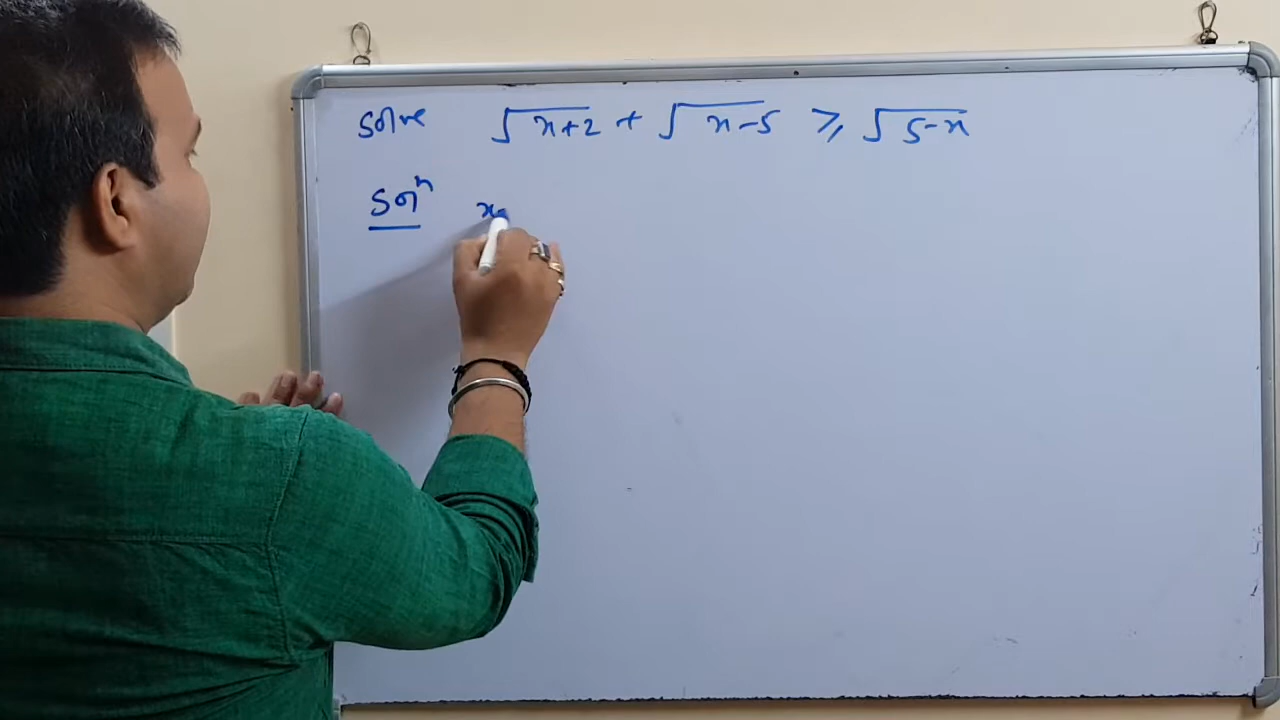 Solve √x+2 + √x-5 ⩾ √5-x
Solⁿ x